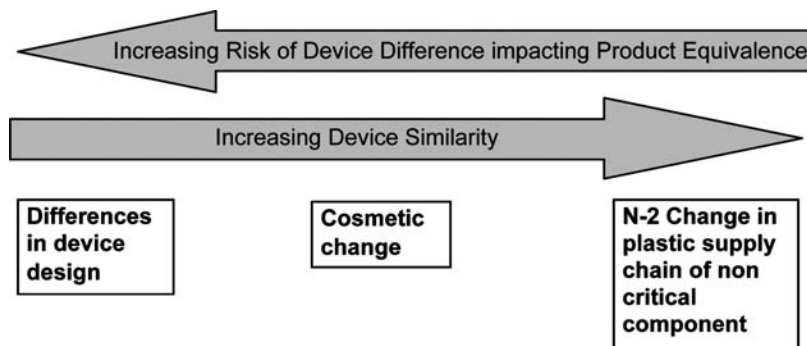 Increasing Risk of Device Difference impacting Product Equivalence
Increasing Device Similarity
Differences
in device
design
Cosmetic
change
N-2 Change in
plastic supply
chain of non
critical
component